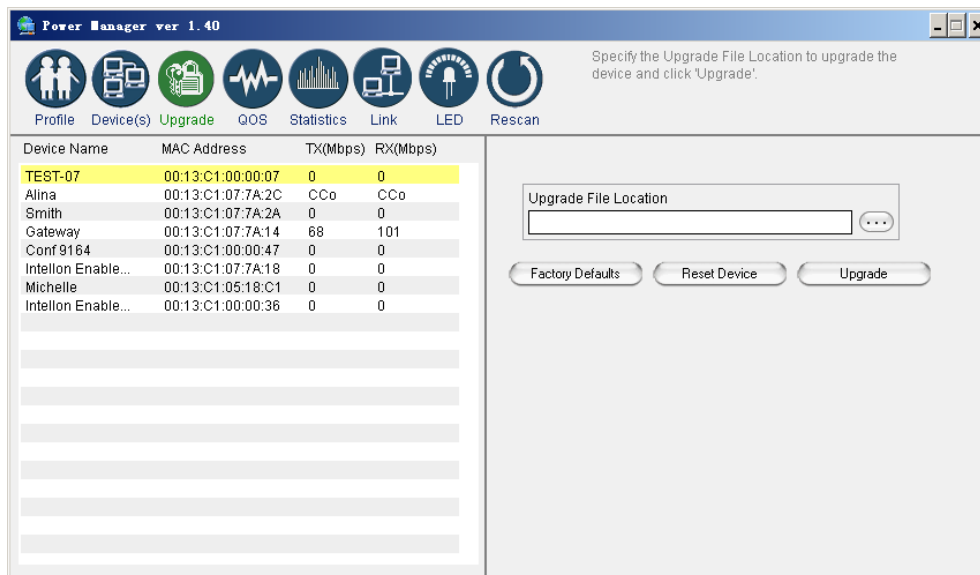 Power Manager ver 1.40
Specify the Upgrade File Location to upgrade the
device and click 'Upgrade'.
Profile Device(s) Upgrade QOS Statistics Link LED Rescan
Device Name MAC Address TX(Mbps) RX(Mbps)
TEST-07 00:13:C1:00:00:07 0 0
Alina 00:13:C1:07:7A:2C CCo CCo
Smith 00:13:C1:07:7A:2A 0 0
Gateway 00:13:C1:07:7A:14 68 101
Conf 9164 00:13:C1:00:00:47 0 0
Intellon Enable... 00:13:C1:07:7A:18 0 0
Michelle 00:13:C1:05:18:C1 0 0
Intellon Enable... 00:13:C1:00:00:36 0 0
Upgrade File Location
...
Factory Defaults Reset Device Upgrade